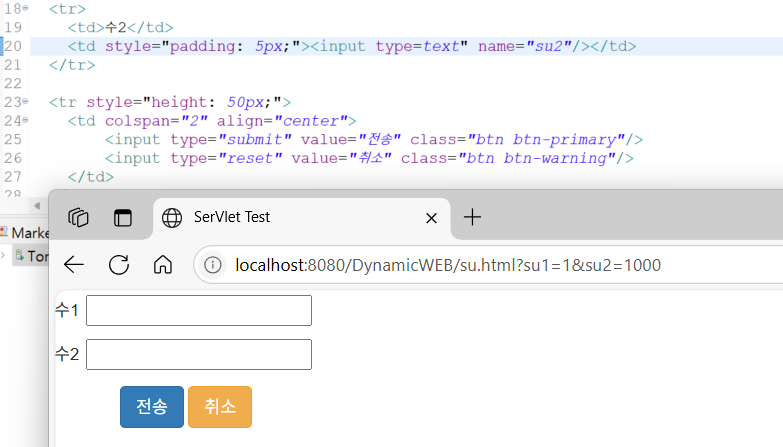 18 <tr>
19 <td>수2</td>
20 <td style="padding: 5px;"><input type=text" name="su2"/></td>
21 </tr>
22
23 <tr style="height: 50px;">
24 <td colspan="2" align="center">
25 <input type="submit" value="전송" class="btn btn-primary"/>
26 <input type="reset" value="취소" class="btn btn-warning"/>
27 </td>
28
Marke
Tor
SerVlet Test
localhost:8080/DynamicWEB/su.html?su1=1&su2=1000
수1
수2
전송 취소